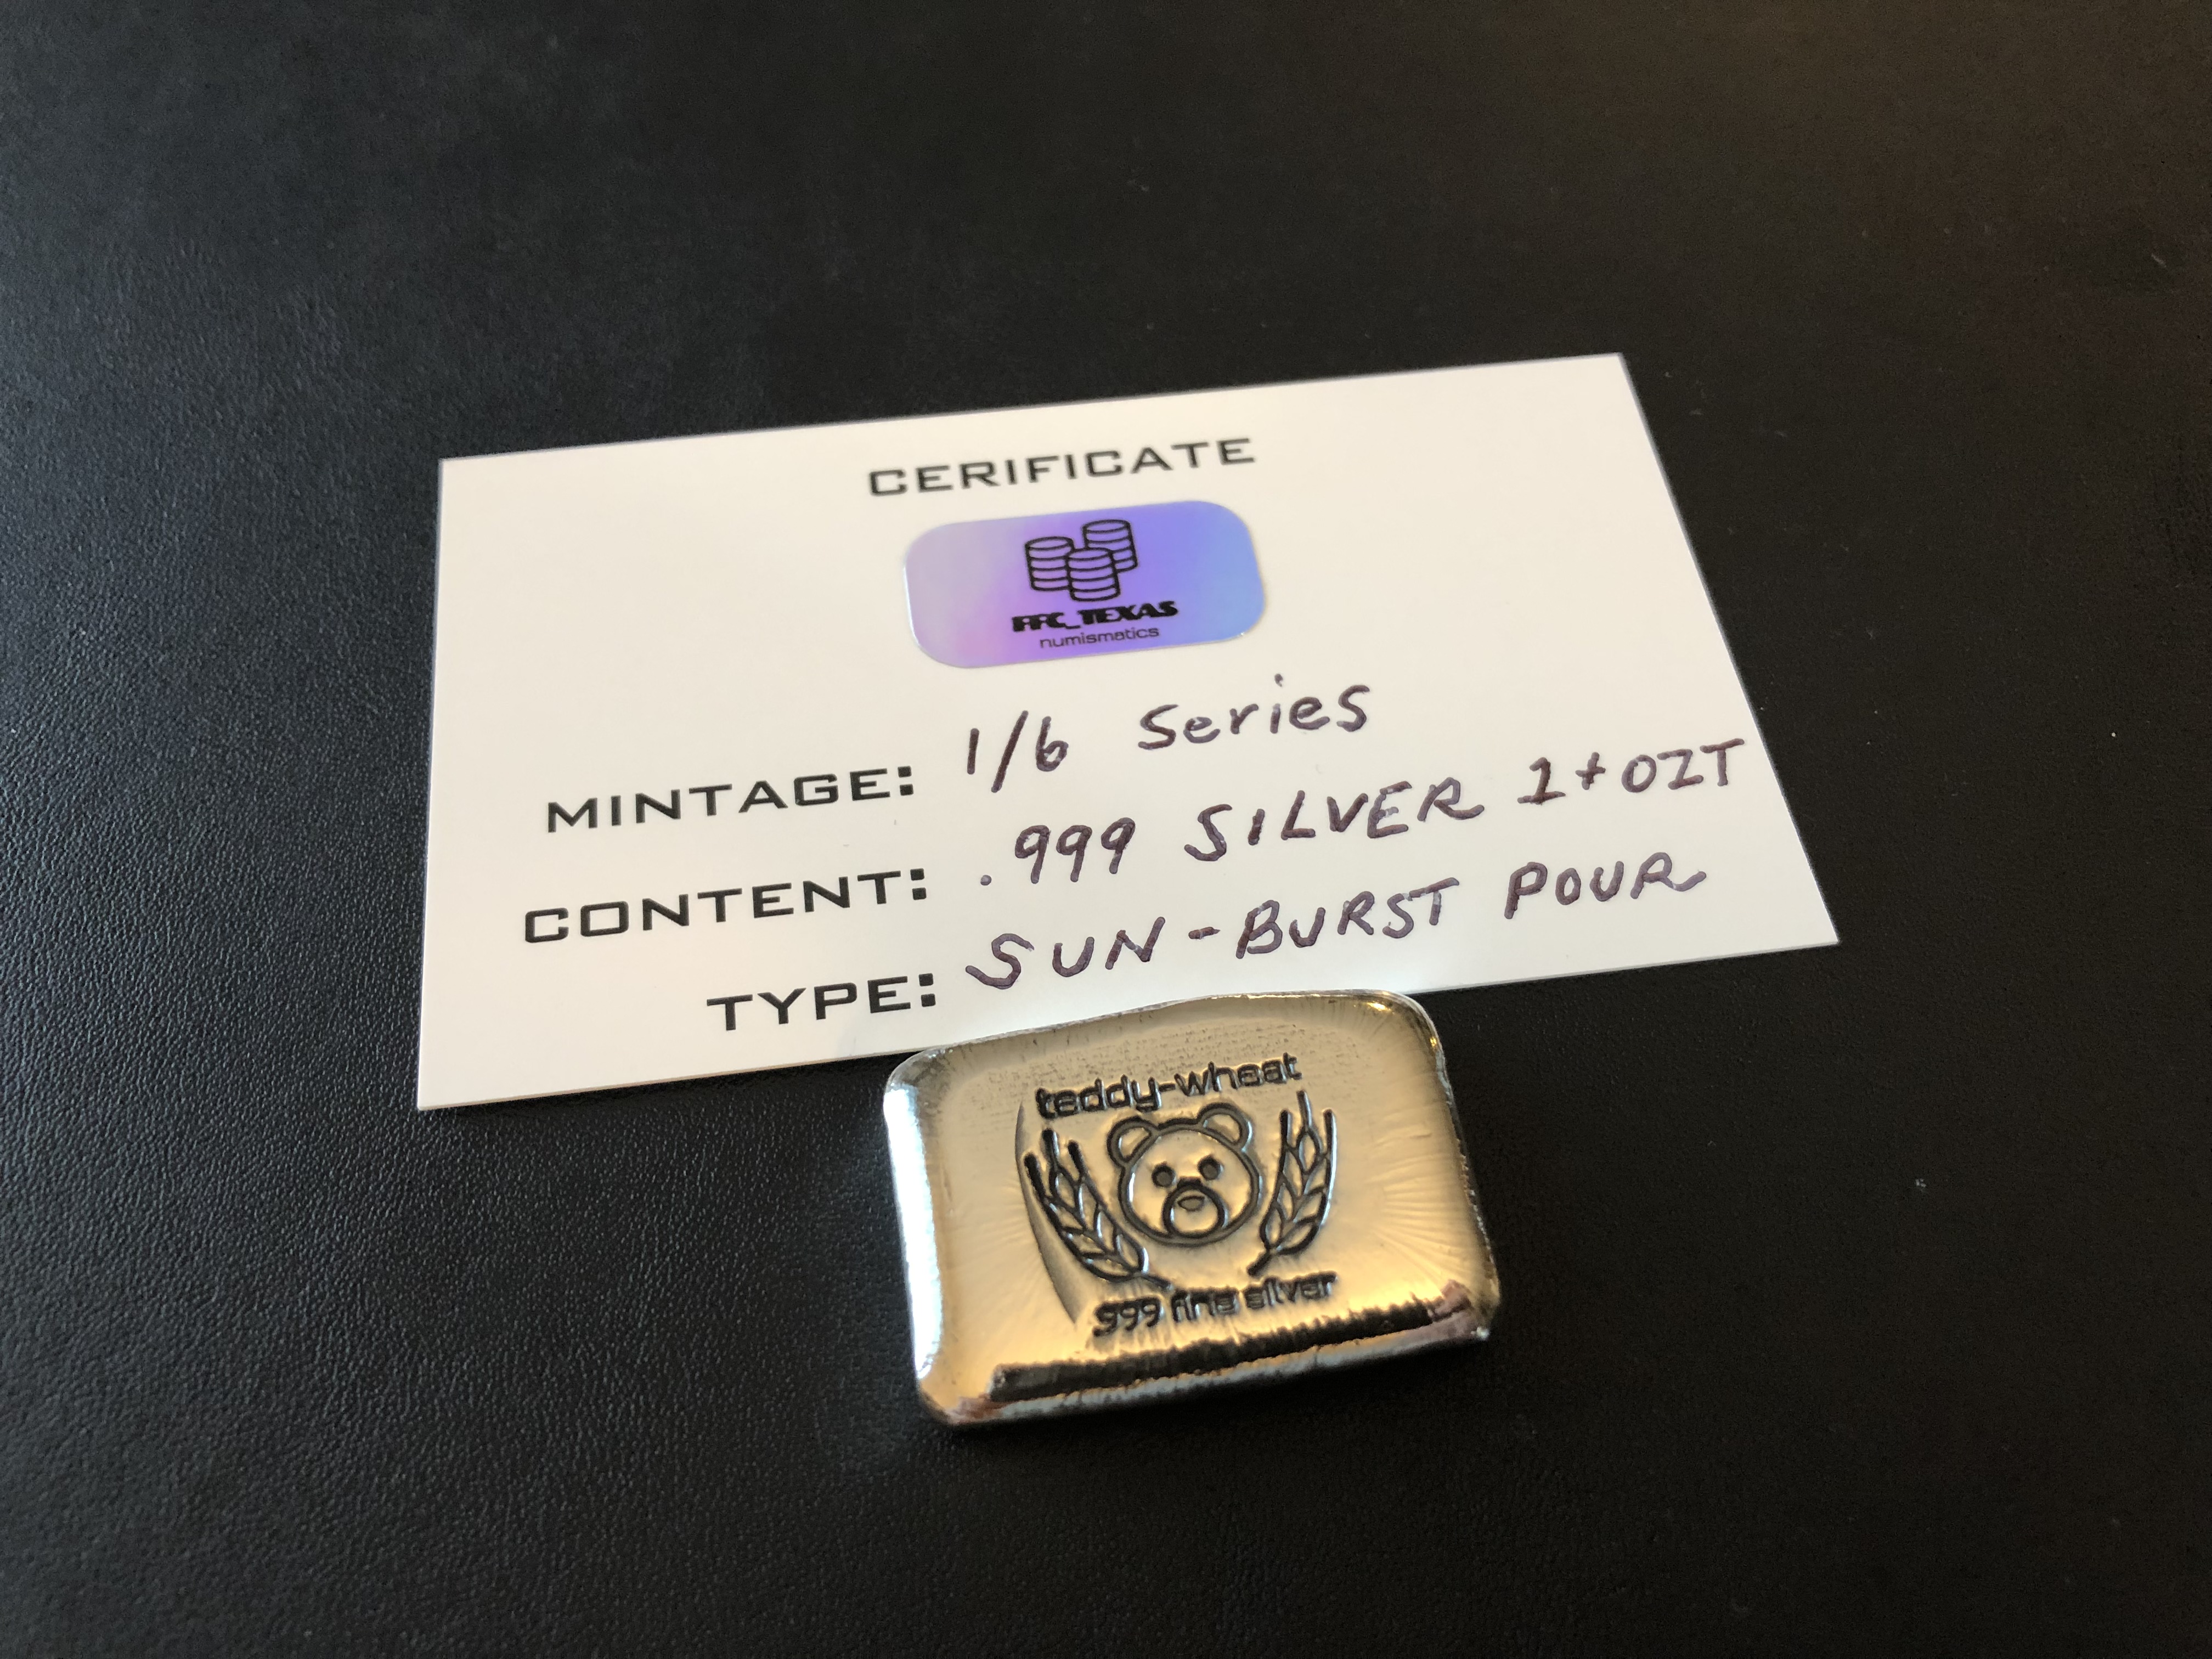 CERIFICATE
FFC_TEXAS
numismatics
MINTAGE: 1/6 Series
CONTENT: .999 SILVER 1+OZT
TYPE: SUN-BURST POUR
teddy-wheat
.999 fine silver